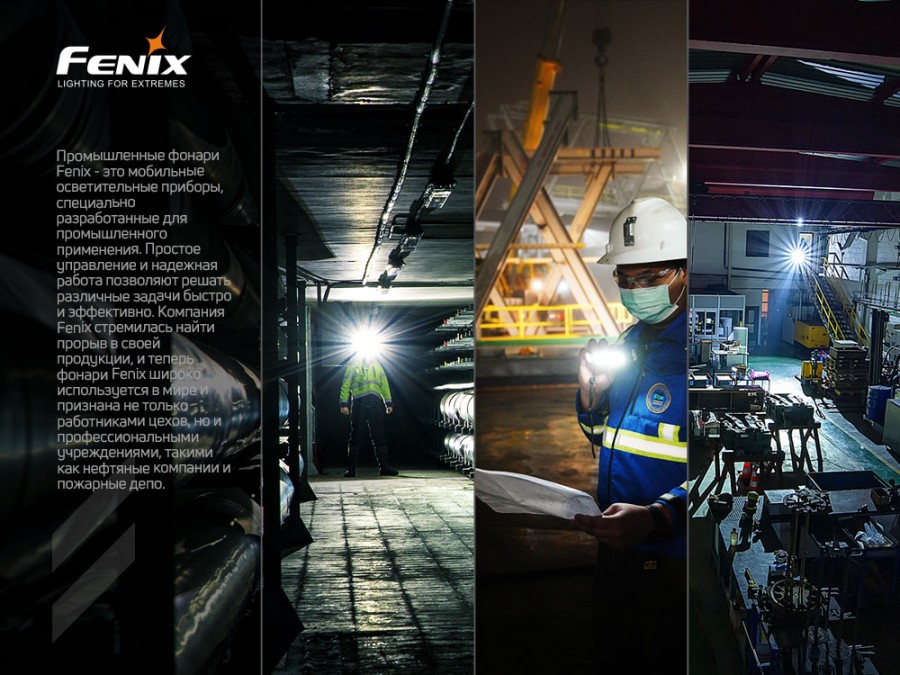 FENIX
LIGHTING FOR EXTREMES
Промышленные фонари
Fenix - это мобильные
осветительные приборы,
специально
разработанные для
промышленного
применения. Простое
управление и надежная
работа позволяют решать
различные задачи быстро
и эффективно. Компания
Fenix стремилась найти
прорыв в своей
продукции, и теперь
фонари Fenix широко
используется в мире и
признана не только
работниками цехов, но и
профессиональными
учреждениями, такими
как нефтяные компании и
пожарные депо.